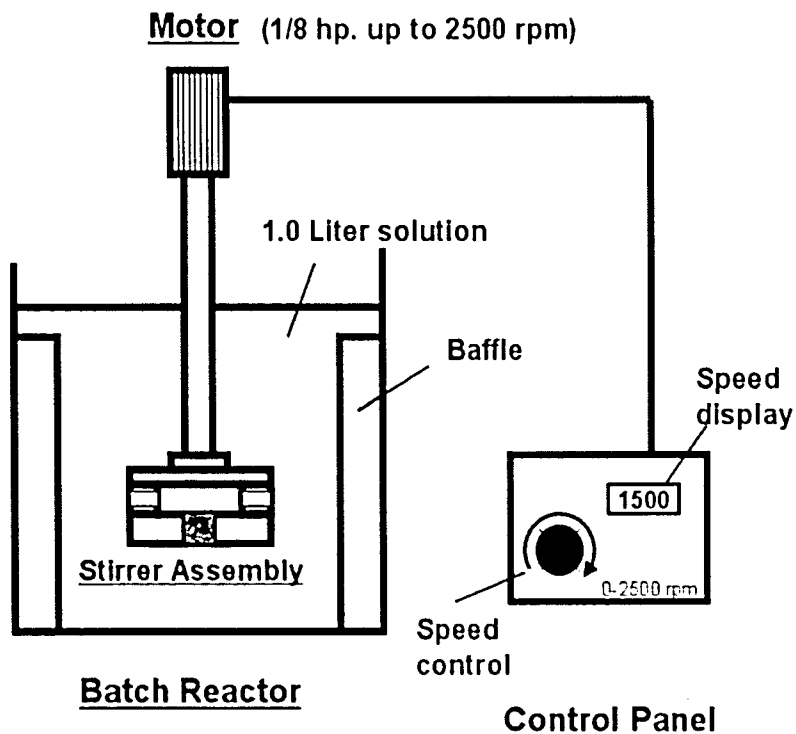 Motor (1/8 hp. up to 2500 rpm)
1.0 Liter solution
Baffle
Speed
display
1500
Stirrer Assembly
0-2500 rpm
Speed
control
Batch Reactor
Control Panel